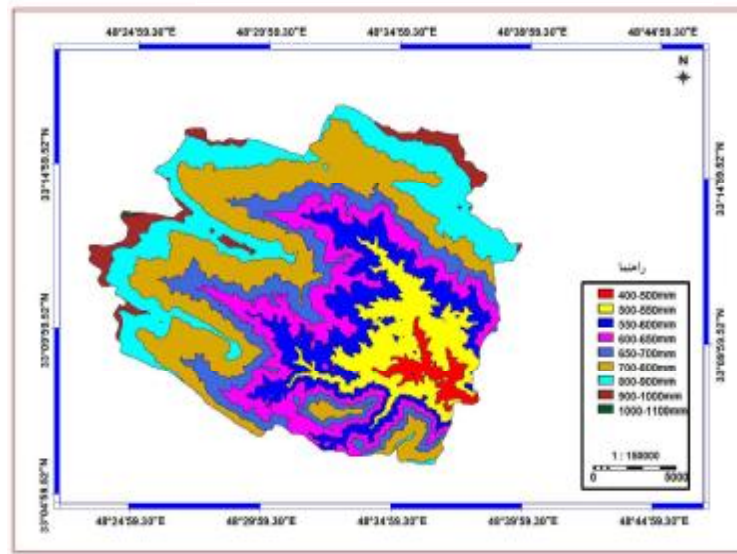 48°24'59.30"E 48°29'59.30"E 48°34'59.30"E 48°39'59.30"E 48°44'59.30"E
N
33°14'59.52"N 33°14'59.52"N
راهنما
400-500mm
500-550mm
550-600mm
600-650mm
650-700mm
700-800mm
800-900mm
900-1000mm
1000-1100mm
33°09'59.52"N 33°09'59.52"N
1 : 150000
0 5000
33°04'59.52"N
48°24'59.30"E 48°29'59.30"E 48°34'59.30"E 48°39'59.30"E 48°44'59.30"E